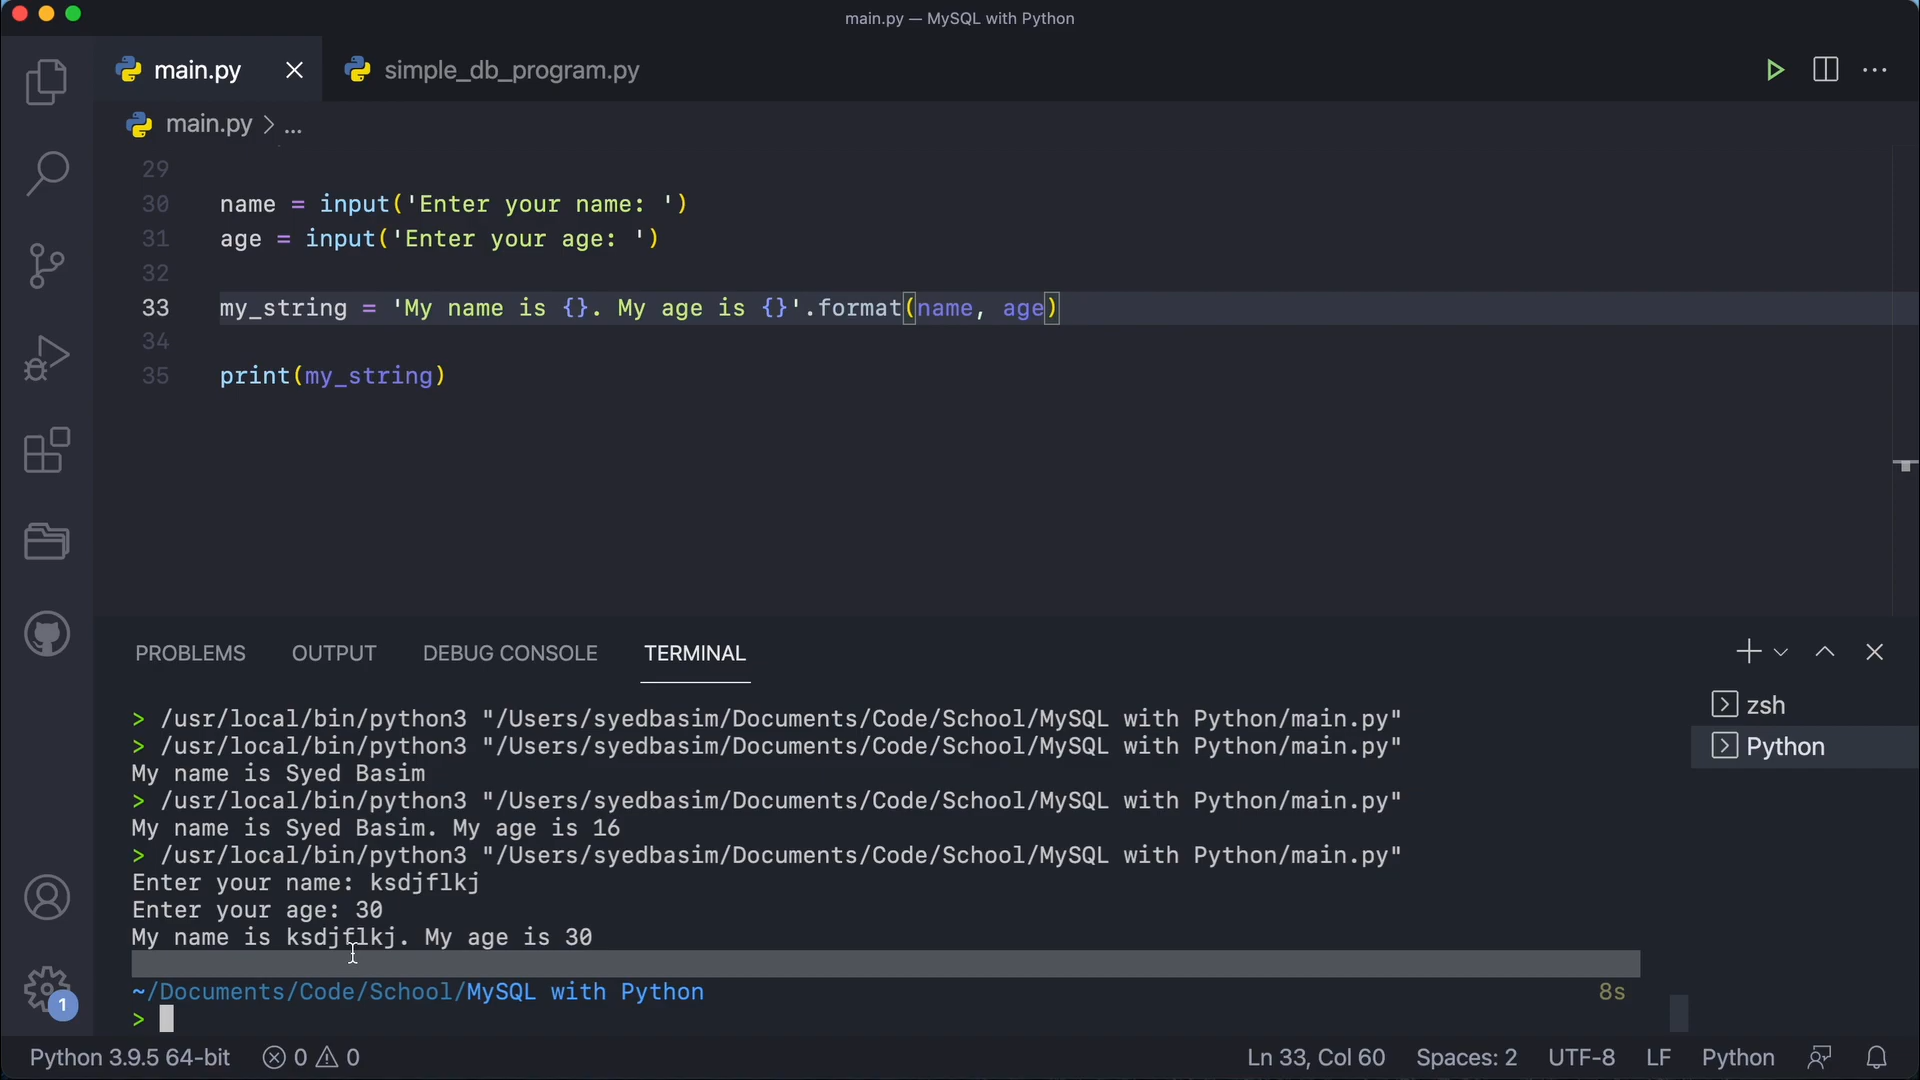 main.py — MySQL with Python
main.py
simple_db_program.py
main.py > ...
29
30 name = input('Enter your name: ')
31 age = input('Enter your age: ')
32
33 my_string = 'My name is {}. My age is {}'.format(name, age)
34
35 print(my_string)
PROBLEMS OUTPUT DEBUG CONSOLE TERMINAL
> /usr/local/bin/python3 "/Users/syedbasim/Documents/Code/School/MySQL with Python/main.py"
> /usr/local/bin/python3 "/Users/syedbasim/Documents/Code/School/MySQL with Python/main.py"
My name is Syed Basim
> /usr/local/bin/python3 "/Users/syedbasim/Documents/Code/School/MySQL with Python/main.py"
My name is Syed Basim. My age is 16
> /usr/local/bin/python3 "/Users/syedbasim/Documents/Code/School/MySQL with Python/main.py"
Enter your name: ksdjflkj
Enter your age: 30
My name is ksdjflkj. My age is 30
~/Documents/Code/School/MySQL with Python 8s
>
zsh
Python
1
Python 3.9.5 64-bit 0 0 Ln 33, Col 60 Spaces: 2 UTF-8 LF Python